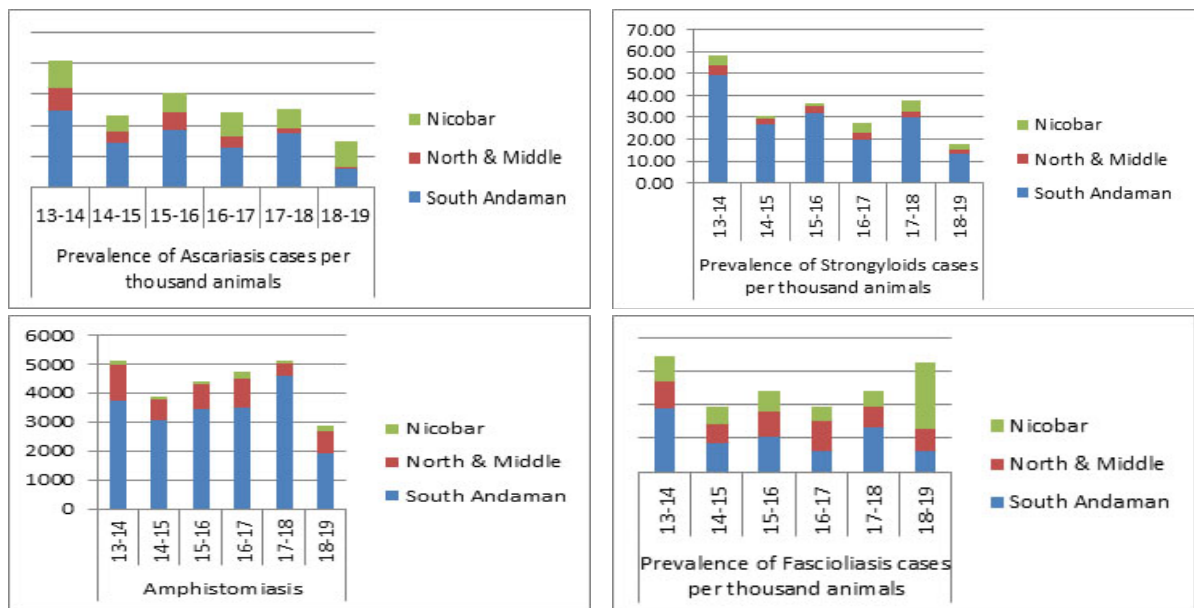 Nicobar
North & Middle
South Andaman
13-14 14-15 15-16 16-17 17-18 18-19
Prevalence of Ascariasis cases per
thousand animals
70.00
60.00
50.00
40.00
30.00
20.00
10.00
0.00
Nicobar
North & Middle
South Andaman
13-14
14-15
15-16
16-17
17-18
18-19
Prevalence of Strongyloids cases
per thousand animals
6000
5000
4000
3000
2000
1000
0
Nicobar
North & Middle
South Andaman
13-14
14-15
15-16
16-17
17-18
18-19
Amphistomiasis
Nicobar
North & Middle
South Andaman
13-14
14-15
15-16
16-17
17-18
18-19
Prevalence of Fascioliasis cases
per thousand animals